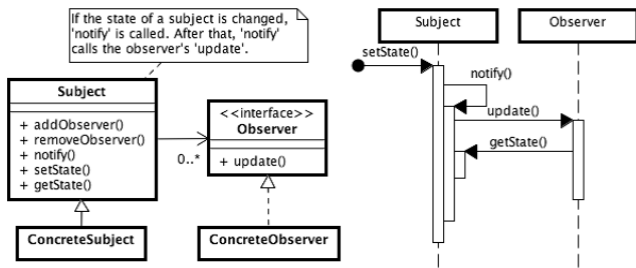 If the state of a subject is changed,
'notify' is called. After that, 'notify'
calls the observer's 'update'.
Subject
+ addObserver()
+ removeObserver()
+ notify()
+ setState()
+ getState()
0..*
<<interface>>
Observer
+ update()
ConcreteSubject
ConcreteObserver
Subject
Observer
setState()
notify()
update()
getState()